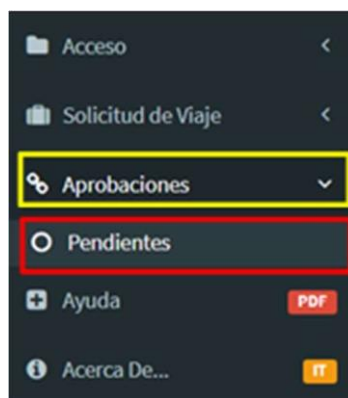 Acceso
Solicitud de Viaje
Aprobaciones
Pendientes
Ayuda PDF
Acerca De... IT